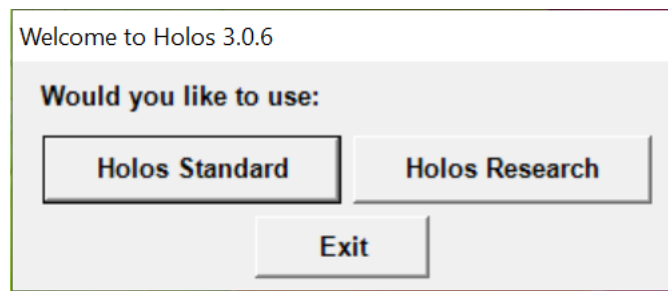 Welcome to Holos 3.0.6
Would you like to use:
Holos Standard Holos Research
Exit